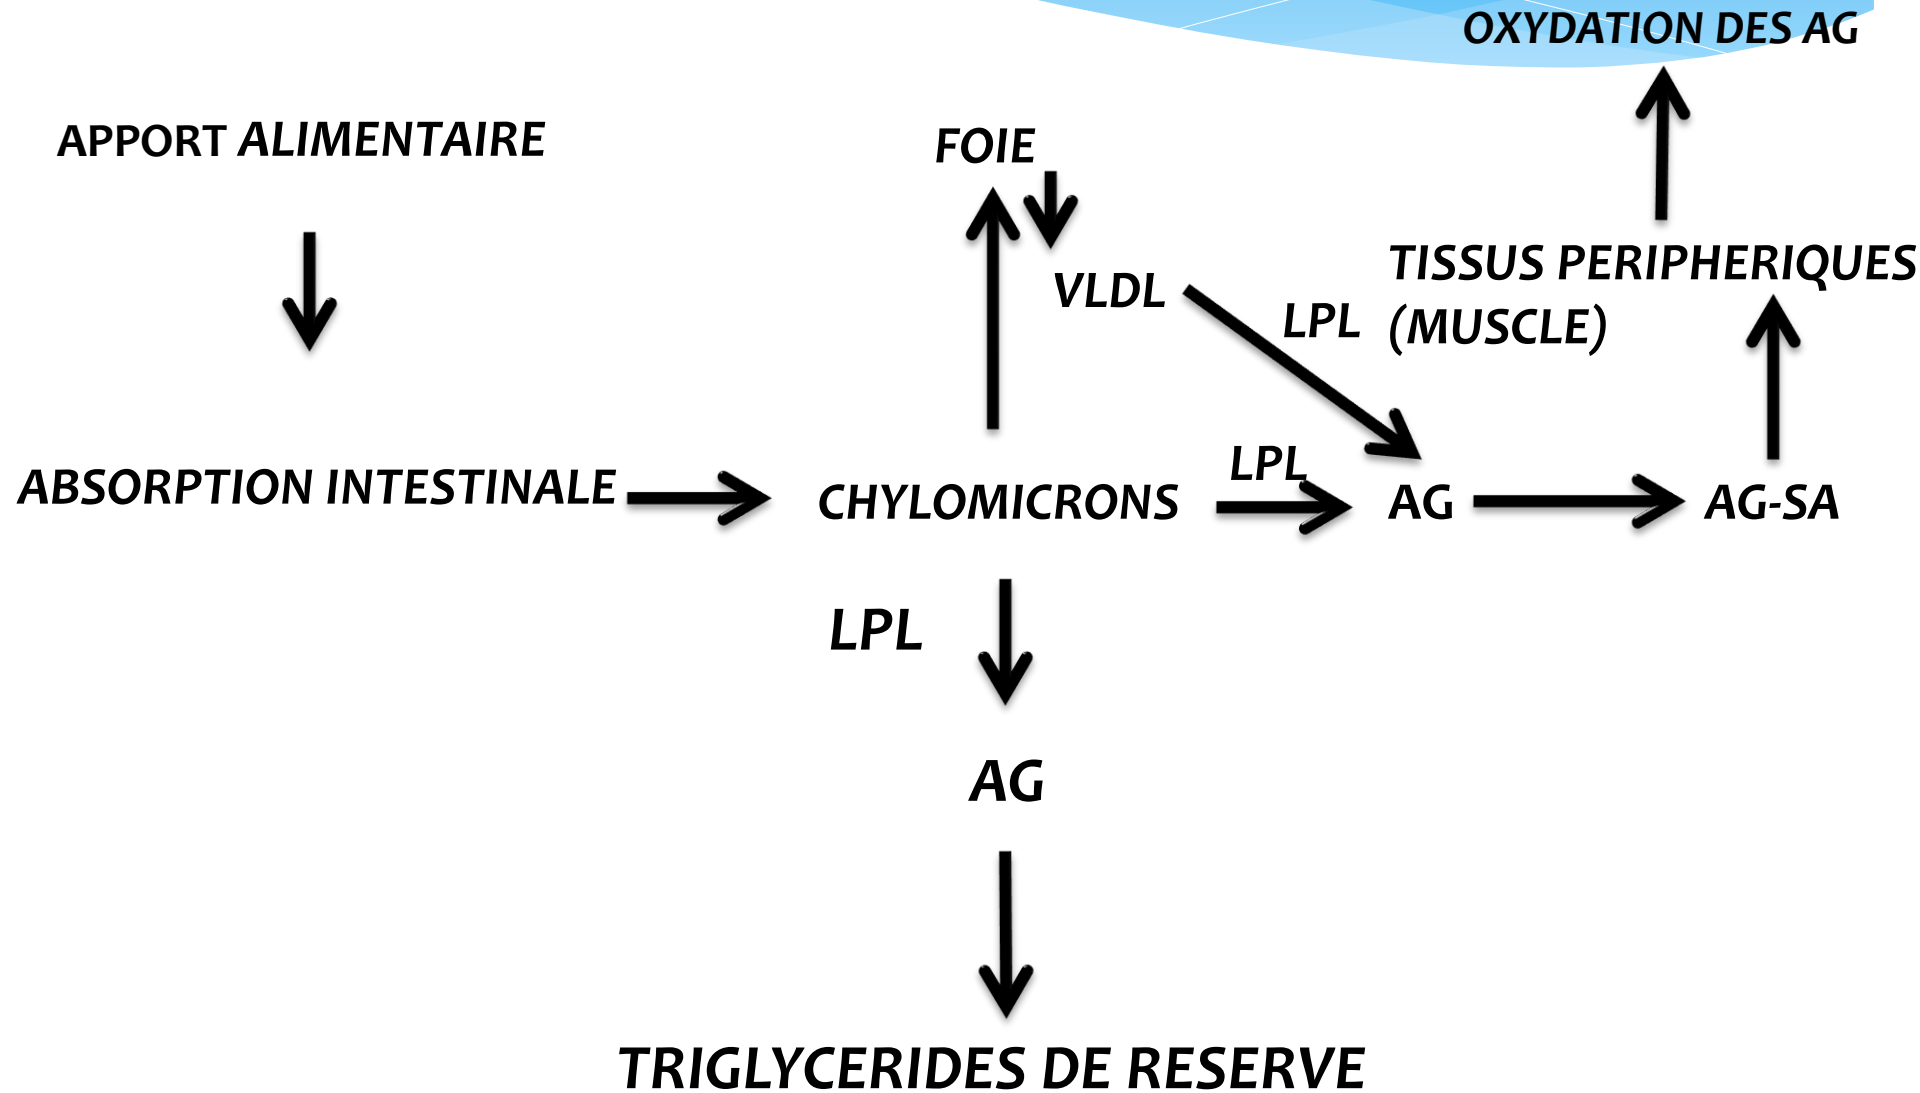 OXYDATION DES AG
APPORT ALIMENTAIRE
FOIE
VLDL
LPL
TISSUS PERIPHERIQUES
(MUSCLE)
ABSORPTION INTESTINALE
CHYLOMICRONS
LPL
AG
AG-SA
LPL
AG
TRIGLYCERIDES DE RESERVE